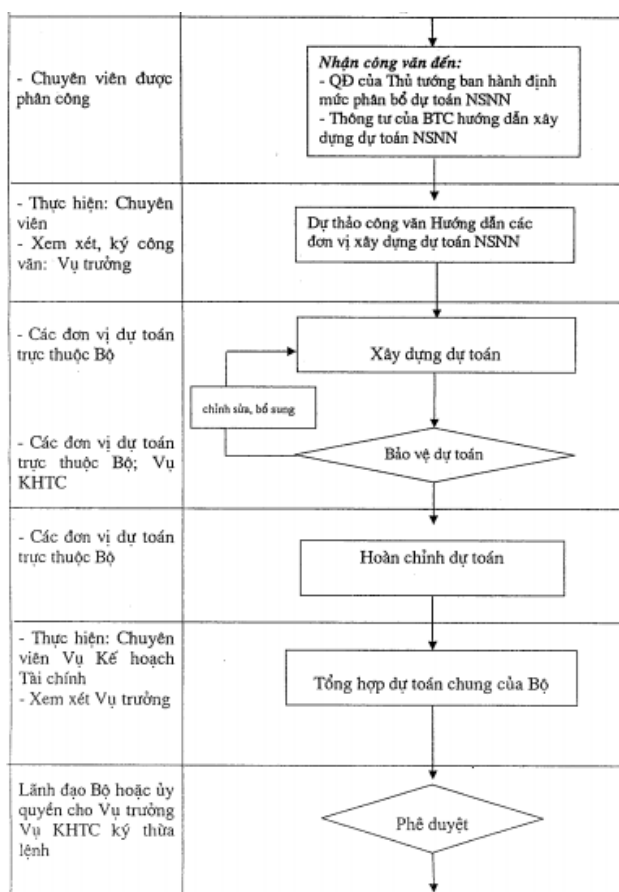 - Chuyên viên được
phân công
Nhận công văn đến:
- QĐ của Thủ tướng ban hành định
mức phân bổ dự toán NSNN
- Thông tư của BTC hướng dẫn xây
dựng dự toán NSNN
- Thực hiện: Chuyên
viên
- Xem xét, ký công
văn: Vụ trưởng
Dự thảo công văn Hướng dẫn các
đơn vị xây dựng dự toán NSNN
- Các đơn vị dự toán
trực thuộc Bộ
Xây dựng dự toán
chỉnh sửa, bổ sung
- Các đơn vị dự toán
trực thuộc Bộ; Vụ
KHTC
Bảo vệ dự toán
- Các đơn vị dự toán
trực thuộc Bộ
Hoàn chỉnh dự toán
- Thực hiện: Chuyên
viên Vụ Kế hoạch
Tài chính
- Xem xét Vụ trưởng
Tổng hợp dự toán chung của Bộ
Lãnh đạo Bộ hoặc ủy
quyền cho Vụ trưởng
Vụ KHTC ký thừa
lệnh
Phê duyệt